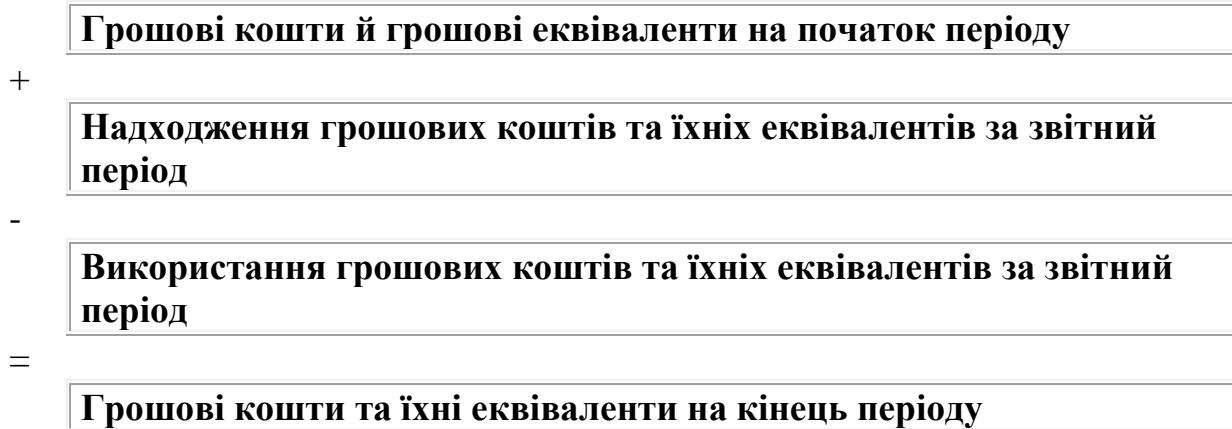 Грошові кошти й грошові еквіваленти на початок періоду
+
Надходження грошових коштів та їхніх еквівалентів за звітний
період
-
Використання грошових коштів та їхніх еквівалентів за звітний
період
=
Грошові кошти та їхні еквіваленти на кінець періоду